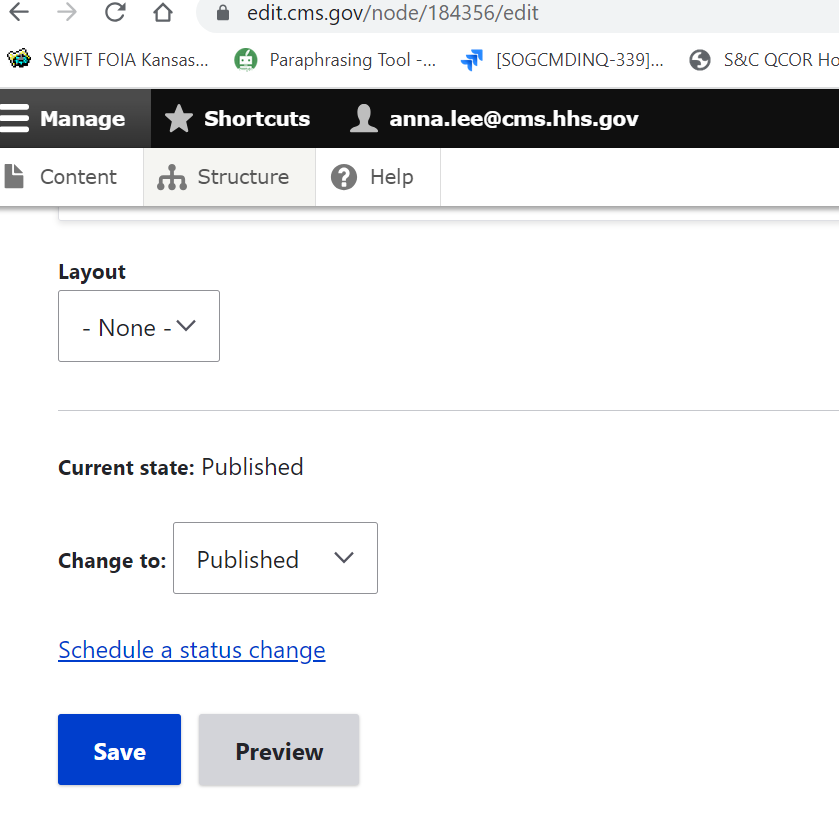 edit.cms.gov/node/184356/edit
SWIFT FOIA Kansas... Paraphrasing Tool -... [SOGCMDINQ-339]... S&C QCOR Ho
Manage Shortcuts anna.lee@cms.hhs.gov
Content Structure Help
Layout
- None -
Current state: Published
Change to: Published
Schedule a status change
Save Preview